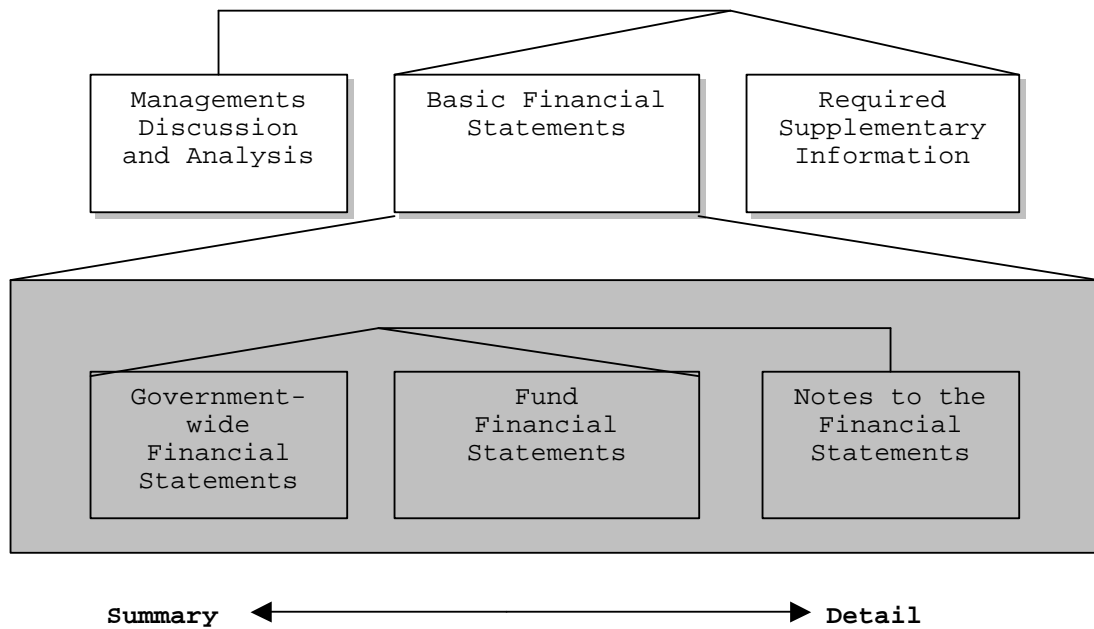 Managements
Discussion
and Analysis
Basic Financial
Statements
Required
Supplementary
Information
Government-
wide
Financial
Statements
Fund
Financial
Statements
Notes to the
Financial
Statements
Summary
Detail